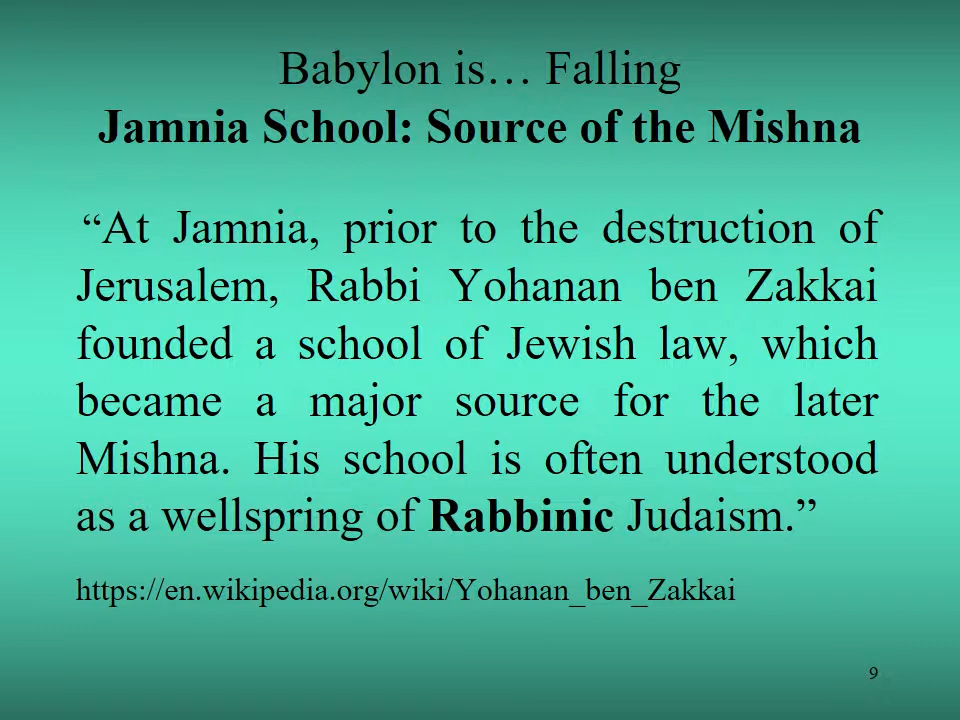 Babylon is… Falling
Jamnia School: Source of the Mishna
“At Jamnia, prior to the destruction of
Jerusalem, Rabbi Yohanan ben Zakkai
founded a school of Jewish law, which
became a major source for the later
Mishna. His school is often understood
as a wellspring of Rabbinic Judaism.”
https://en.wikipedia.org/wiki/Yohanan_ben_Zakkai
9